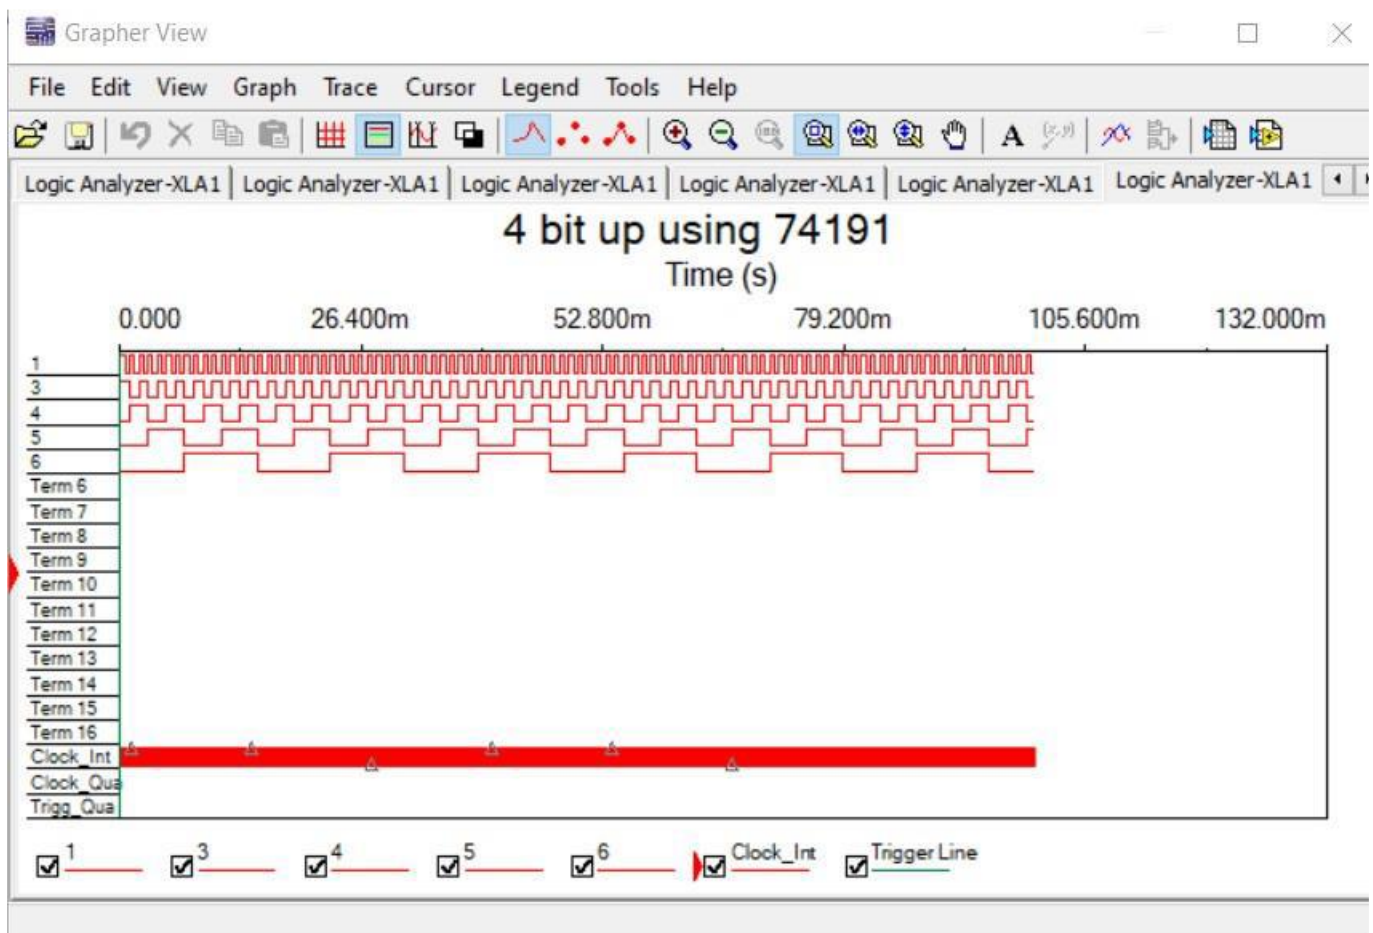 Grapher View
File Edit View Graph Trace Cursor Legend Tools Help
A (x,y)
Logic Analyzer-XLA1 Logic Analyzer-XLA1 Logic Analyzer-XLA1 Logic Analyzer-XLA1 Logic Analyzer-XLA1 Logic Analyzer-XLA1
4 bit up using 74191
Time (s)
0.000 26.400m 52.800m 79.200m 105.600m 132.000m
1
3
4
5
6
Term 6
Term 7
Term 8
Term 9
Term 10
Term 11
Term 12
Term 13
Term 14
Term 15
Term 16
Clock_Int
Clock_Qua
Trigg_Qua
1 3 4 5 6 Clock_Int Trigger Line